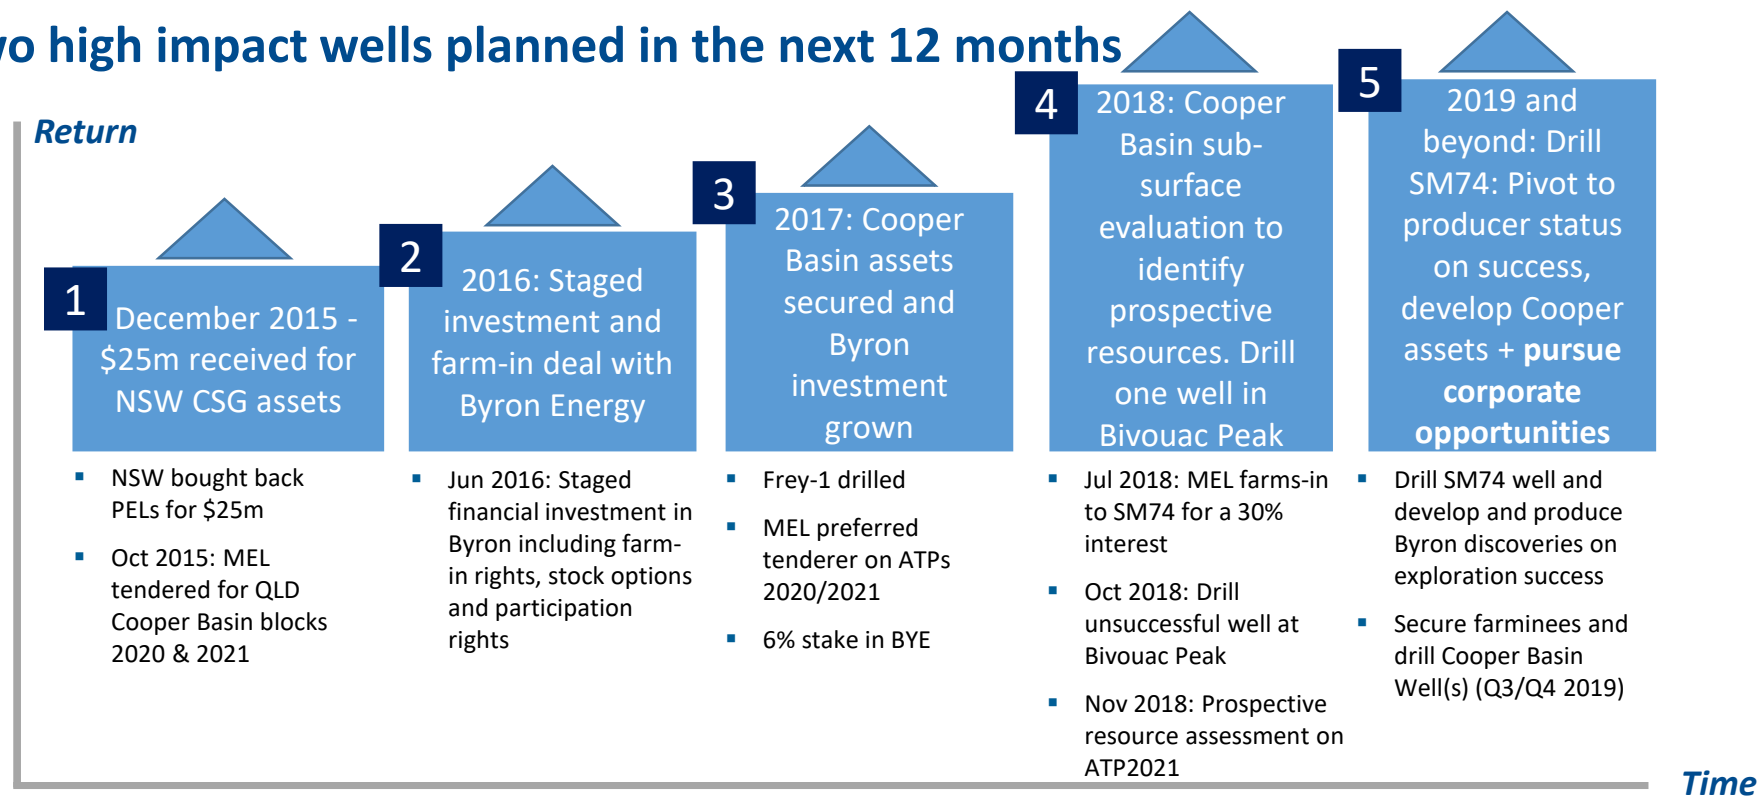 vo high impact wells planned in the next 12 months
Return
1
December 2015 -
$25m received for
NSW CSG assets
▪ NSW bought back
PELs for $25m
▪ Oct 2015: MEL
tendered for QLD
Cooper Basin blocks
2020 & 2021
2
2016: Staged
investment and
farm-in deal with
Byron Energy
▪ Jun 2016: Staged
financial investment in
Byron including farm-
in rights, stock options
and participation
rights
3
2017: Cooper
Basin assets
secured and
Byron
investment
grown
▪ Frey-1 drilled
▪ MEL preferred
tenderer on ATPs
2020/2021
▪ 6% stake in BYE
4
2018: Cooper
Basin sub-
surface
evaluation to
identify
prospective
resources. Drill
one well in
Bivouac Peak
▪ Jul 2018: MEL farms-in
to SM74 for a 30%
interest
▪ Oct 2018: Drill
unsuccessful well at
Bivouac Peak
▪ Nov 2018: Prospective
resource assessment on
ATP2021
5
2019 and
beyond: Drill
SM74: Pivot to
producer status
on success,
develop Cooper
assets + pursue
corporate
opportunities
▪ Drill SM74 well and
develop and produce
Byron discoveries on
exploration success
▪ Secure farminees and
drill Cooper Basin
Well(s) (Q3/Q4 2019)
Time